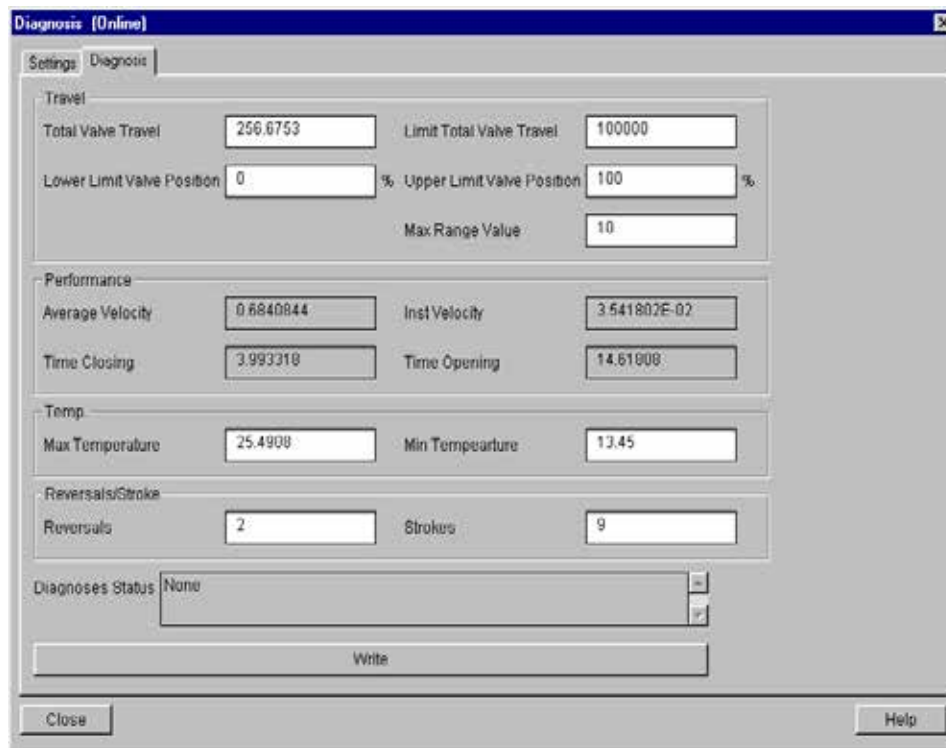 Diagnosis (Online)
Settings Diagnosis
Travel
Total Valve Travel 256.6753 Limit Total Valve Travel 100000
Lower Limit Valve Position 0 % Upper Limit Valve Position 100 %
Max Range Value 10
Performance
Average Velocity 0.6840844 Inst Velocity 3.541802E-02
Time Closing 3.993318 Time Opening 14.61808
Temp.
Max Temperature 25.4908 Min Tempearture 13.45
Reversals/Stroke
Reversals 2 Strokes 9
Diagnoses Status None
Write
Close Help